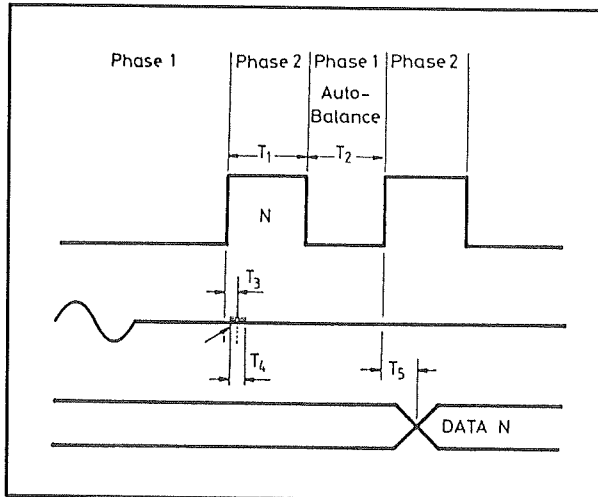 Phase 1 Phase 2 Phase 1 Phase 2
Auto-
Balance
T1 T2
N
T3
T4
T5
DATA N